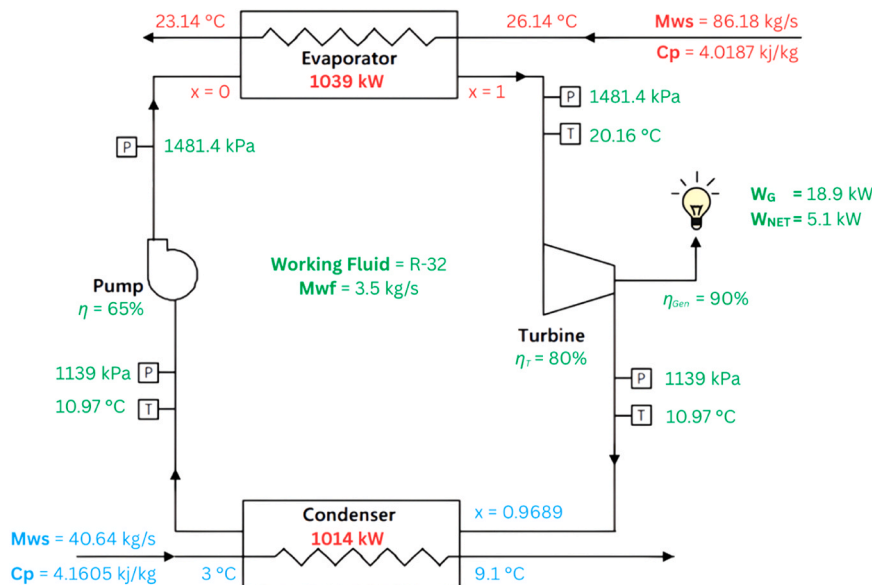 23.14 °C
26.14 °C
Mws = 86.18 kg/s
Cp = 4.0187 kj/kg
Evaporator
1039 kW
x = 0
x = 1
P
1481.4 kPa
T
20.16 °C
P
1481.4 kPa
WG = 18.9 kW
WNET = 5.1 kW
Working Fluid = R-32
Mwf = 3.5 kg/s
Pump
η = 65%
ηGen = 90%
Turbine
ηT = 80%
1139 kPa
P
10.97 °C
T
P
1139 kPa
T
10.97 °C
Condenser
1014 kW
x = 0.9689
Mws = 40.64 kg/s
Cp = 4.1605 kj/kg
3 °C
9.1 °C